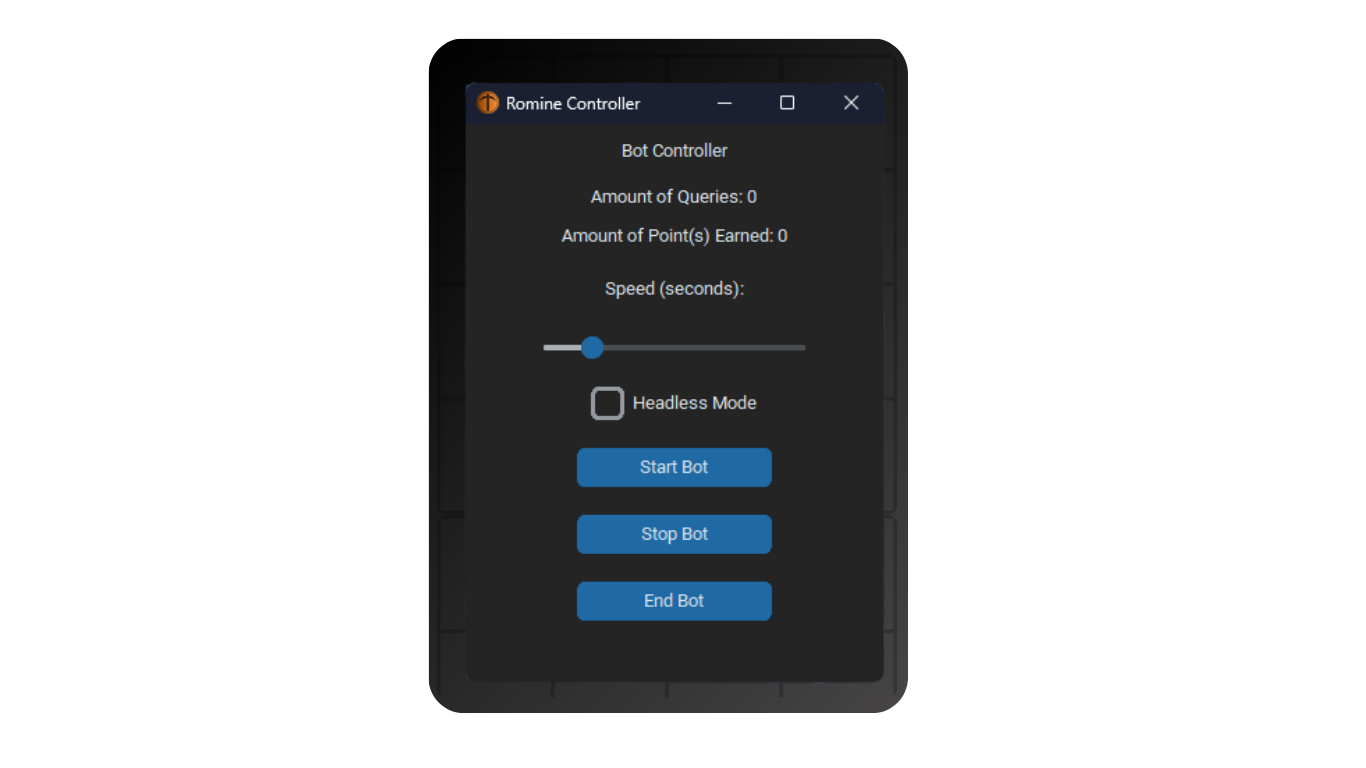 Romine Controller
Bot Controller
Amount of Queries: 0
Amount of Point(s) Earned: 0
Speed (seconds):
Headless Mode
Start Bot
Stop Bot
End Bot